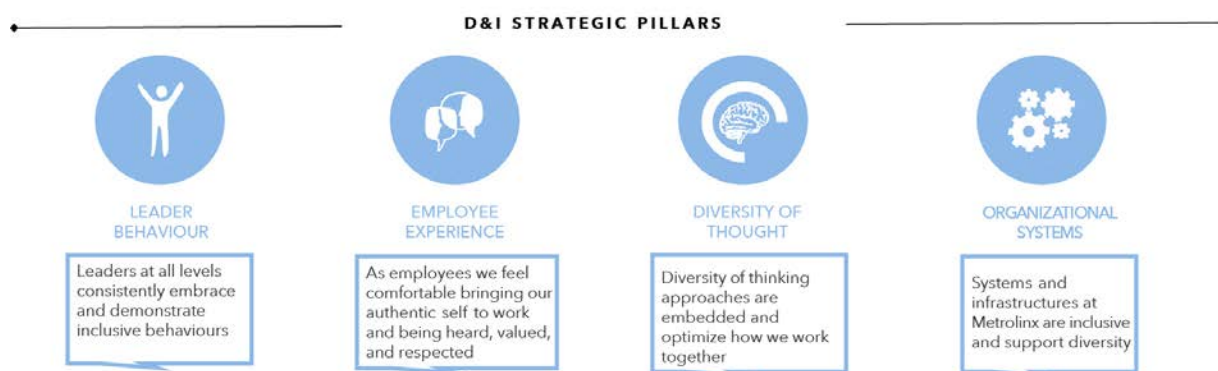 D&I STRATEGIC PILLARS
LEADER
BEHAVIOUR
Leaders at all levels
consistently embrace
and demonstrate
inclusive behaviours
EMPLOYEE
EXPERIENCE
As employees we feel
comfortable bringing our
authentic self to work
and being heard, valued,
and respected
DIVERSITY OF
THOUGHT
Diversity of thinking
approaches are
embedded and
optimize how we work
together
ORGANIZATIONAL
SYSTEMS
Systems and
infrastructures at
Metrolinx are inclusive
and support diversity